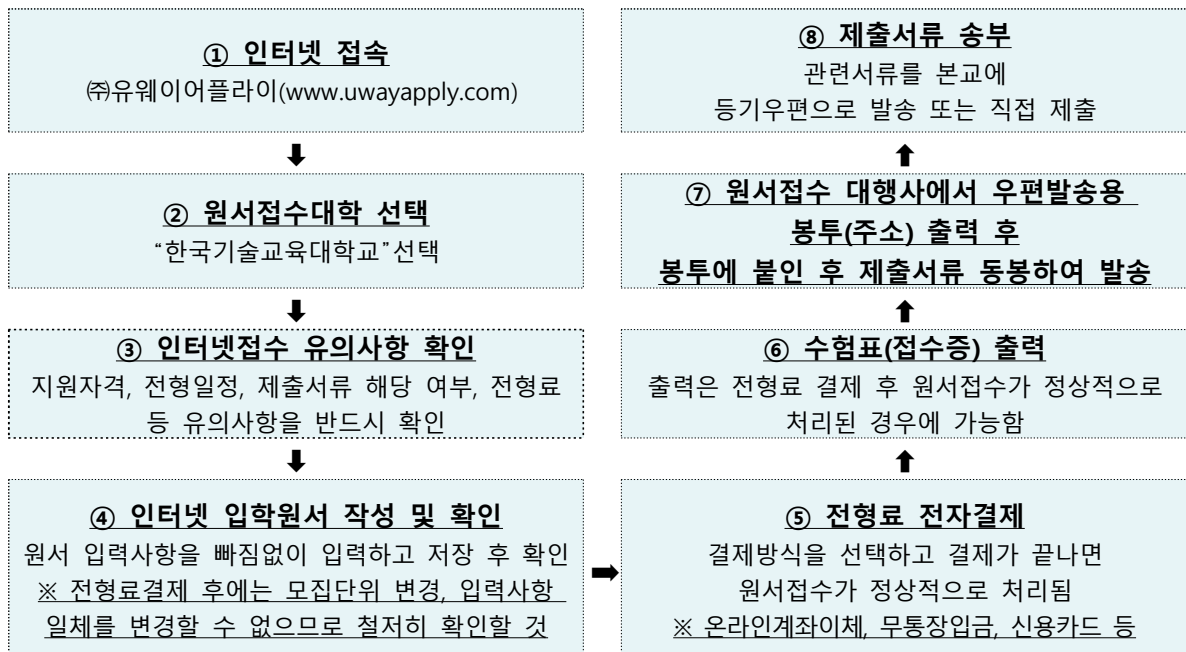 ① 인터넷 접속
㈜유웨이어플라이(www.uwayapply.com)
⬇
② 원서접수대학 선택
“한국기술교육대학교”선택
⬇
③ 인터넷접수 유의사항 확인
지원자격, 전형일정, 제출서류 해당 여부, 전형료
등 유의사항을 반드시 확인
⬇
④ 인터넷 입학원서 작성 및 확인
원서 입력사항을 빠짐없이 입력하고 저장 후 확인
※ 전형료결제 후에는 모집단위 변경, 입력사항
일체를 변경할 수 없으므로 철저히 확인할 것
➡
⑤ 전형료 전자결제
결제방식을 선택하고 결제가 끝나면
원서접수가 정상적으로 처리됨
※ 온라인계좌이체, 무통장입금, 신용카드 등
⬆
⑥ 수험표(접수증) 출력
출력은 전형료 결제 후 원서접수가 정상적으로
처리된 경우에 가능함
⬆
⑦ 원서접수 대행사에서 우편발송용
봉투(주소) 출력 후
봉투에 붙인 후 제출서류 동봉하여 발송
⬆
⑧ 제출서류 송부
관련서류를 본교에
등기우편으로 발송 또는 직접 제출